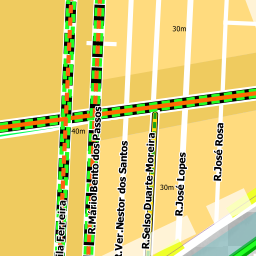 30m
40m
30m
ila Ferreira
R.Mário Bento dos Passos
R.Ver.Nestor dos Santos
R.Selso Duarte Moreira
R.José Lopes
R.José Rosa